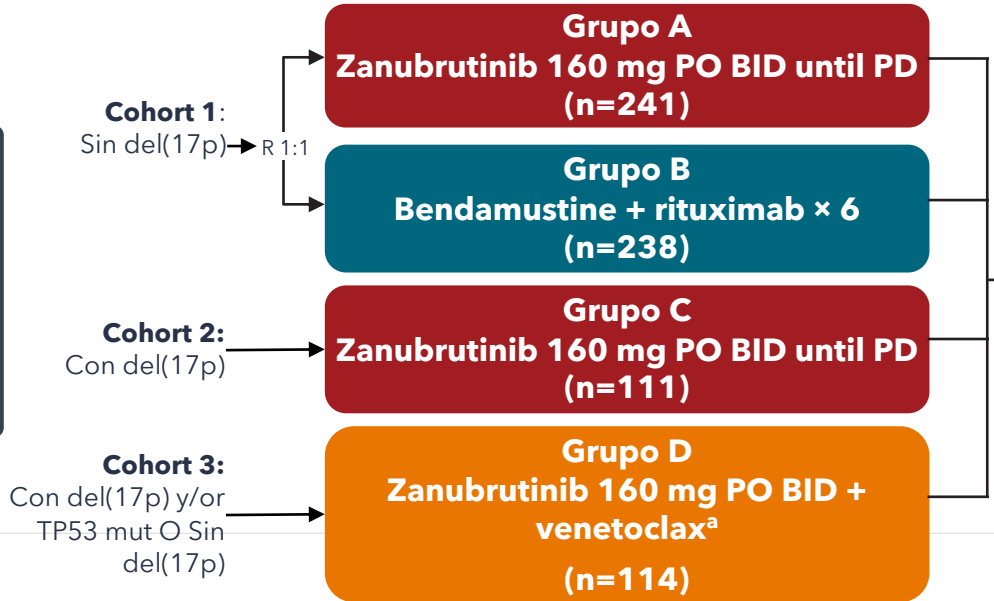 Cohort 1:
Sin del(17p)
R 1:1
Grupo A
Zanubrutinib 160 mg PO BID until PD
(n=241)
Grupo B
Bendamustine + rituximab × 6
(n=238)
Cohort 2:
Con del(17p)
Grupo C
Zanubrutinib 160 mg PO BID until PD
(n=111)
Cohort 3:
Con del(17p) y/or
TP53 mut O Sin
del(17p)
Grupo D
Zanubrutinib 160 mg PO BID +
venetoclaxᵃ
(n=114)